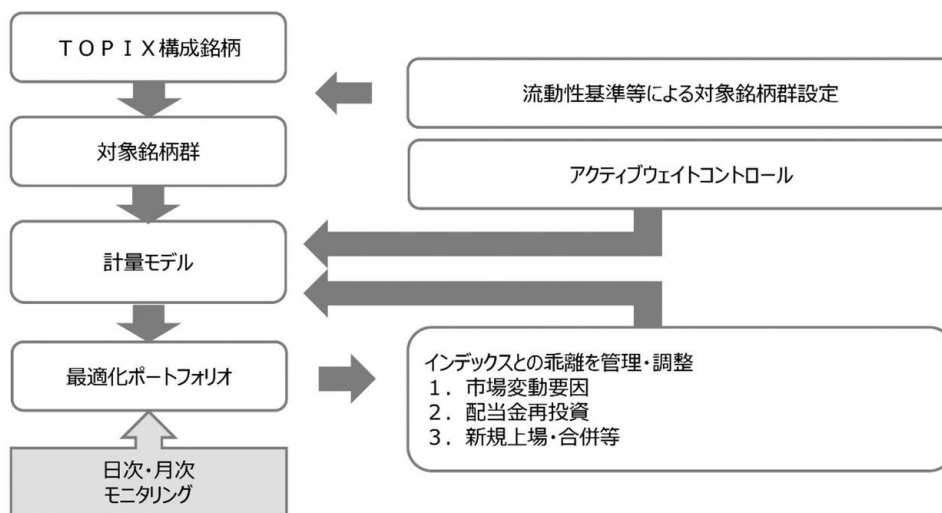 TOPIX構成銘柄
流動性基準等による対象銘柄群設定
対象銘柄群
アクティブウェイトコントロール
計量モデル
最適化ポートフォリオ
インデックスとの乖離を管理・調整
1. 市場変動要因
2. 配当金再投資
3. 新規上場・合併等
日次・月次
モニタリング